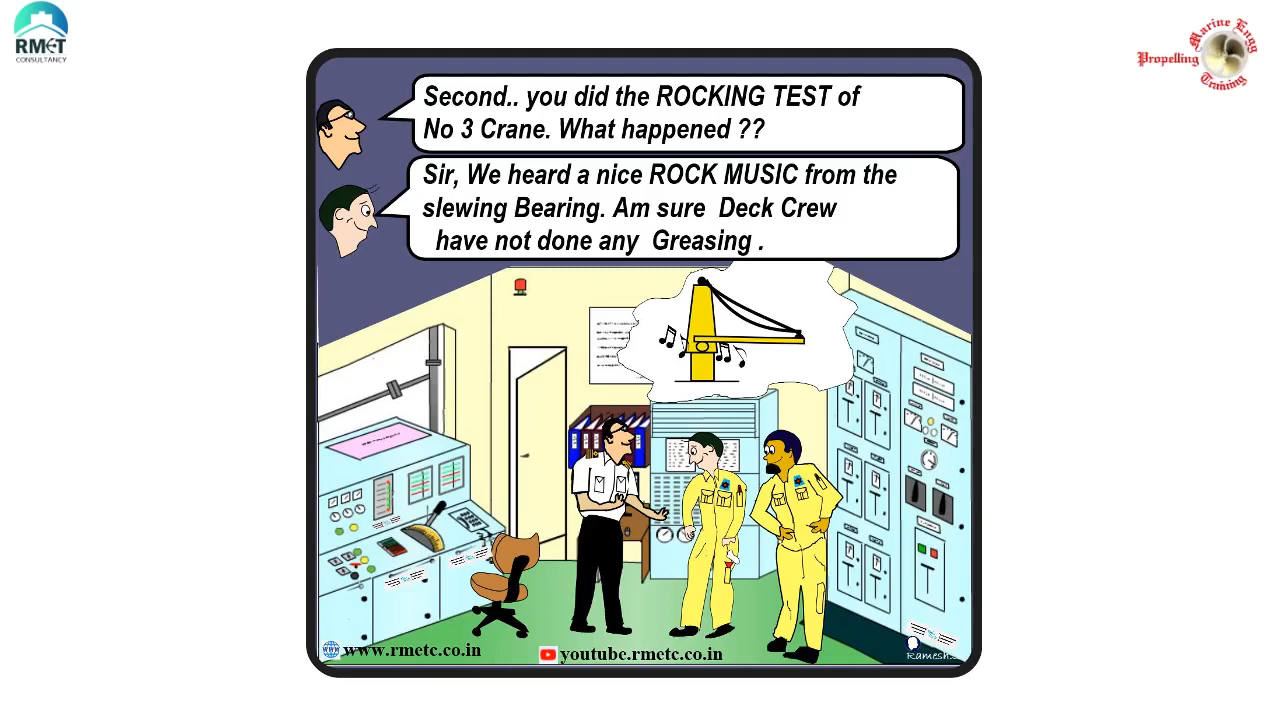 RMET
CONSULTANCY
Propelling Marine Engg Training
Second.. you did the ROCKING TEST of
No 3 Crane. What happened ??
Sir, We heard a nice ROCK MUSIC from the
slewing Bearing. Am sure Deck Crew
have not done any Greasing .
www.rmetc.co.in
youtube.rmetc.co.in
Ramesh.